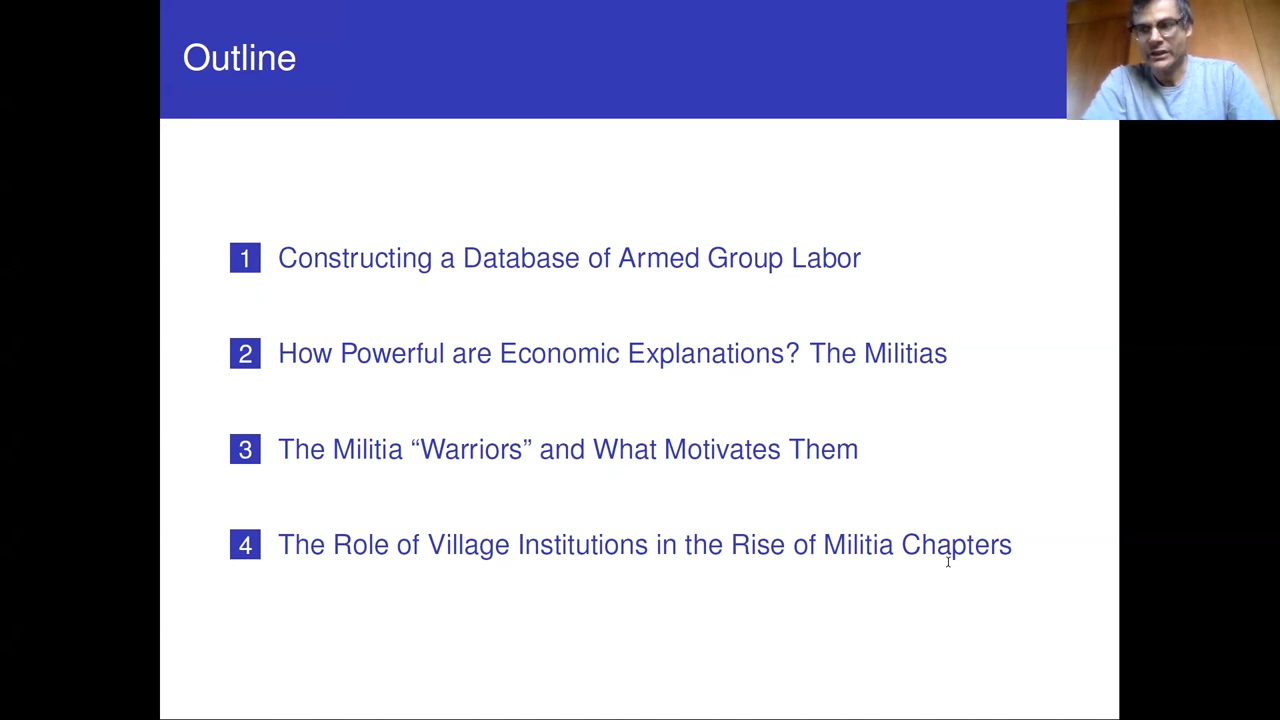 Outline
1 Constructing a Database of Armed Group Labor
2 How Powerful are Economic Explanations? The Militias
3 The Militia “Warriors” and What Motivates Them
4 The Role of Village Institutions in the Rise of Militia Chapters